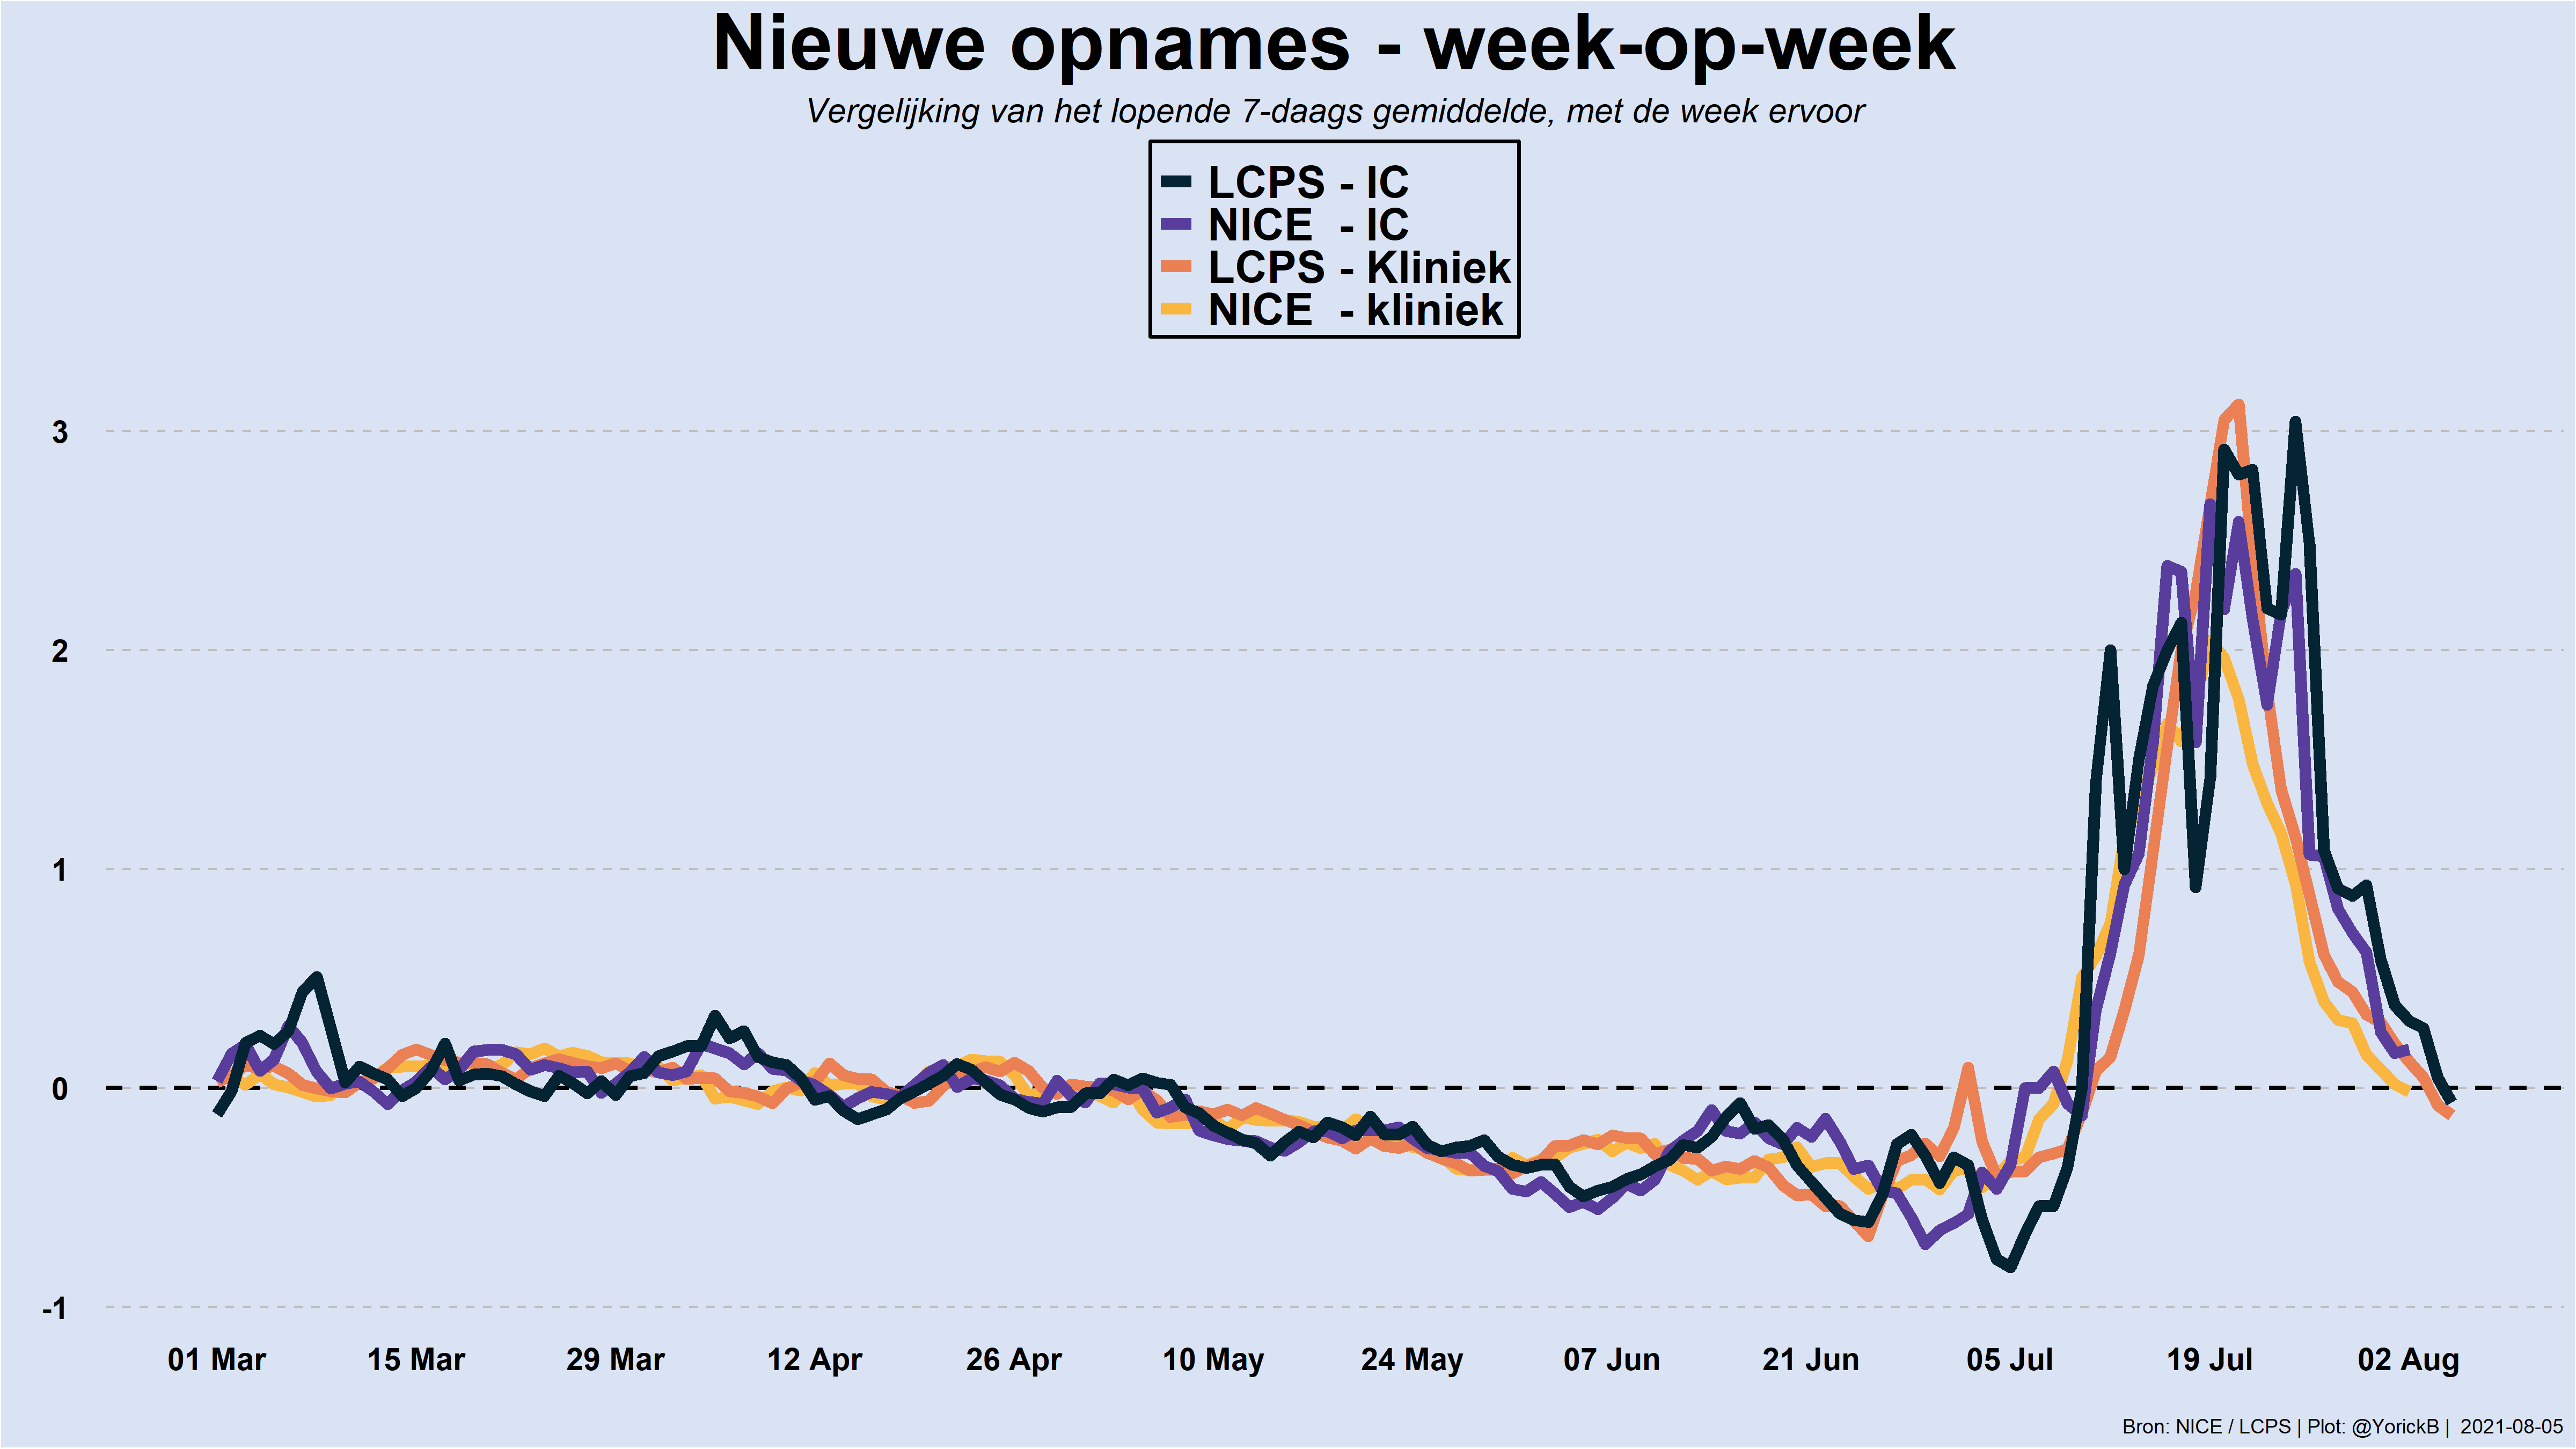 Nieuwe opnames - week-op-week
Vergelijking van het lopende 7-daags gemiddelde, met de week ervoor
LCPS - IC
NICE - IC
LCPS - Kliniek
NICE - kliniek
3
2
1
0
-1
01 Mar 15 Mar 29 Mar 12 Apr 26 Apr 10 May 24 May 07 Jun 21 Jun 05 Jul 19 Jul 02 Aug
Bron: NICE / LCPS | Plot: @YorickB | 2021-08-05